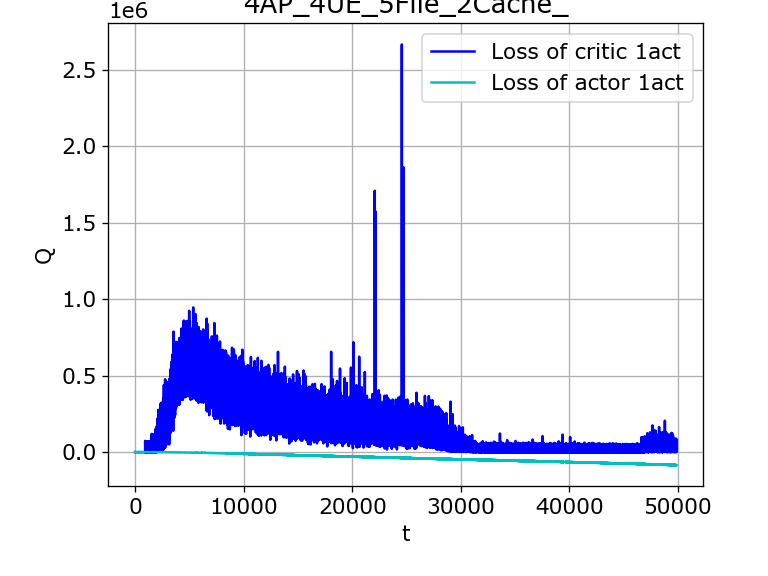 4AP_4UE_5File_2Cache_
1e6
Loss of critic 1act
Loss of actor 1act
2.5
2.0
1.5
1.0
0.5
0.0
Q
0 10000 20000 30000 40000 50000
t